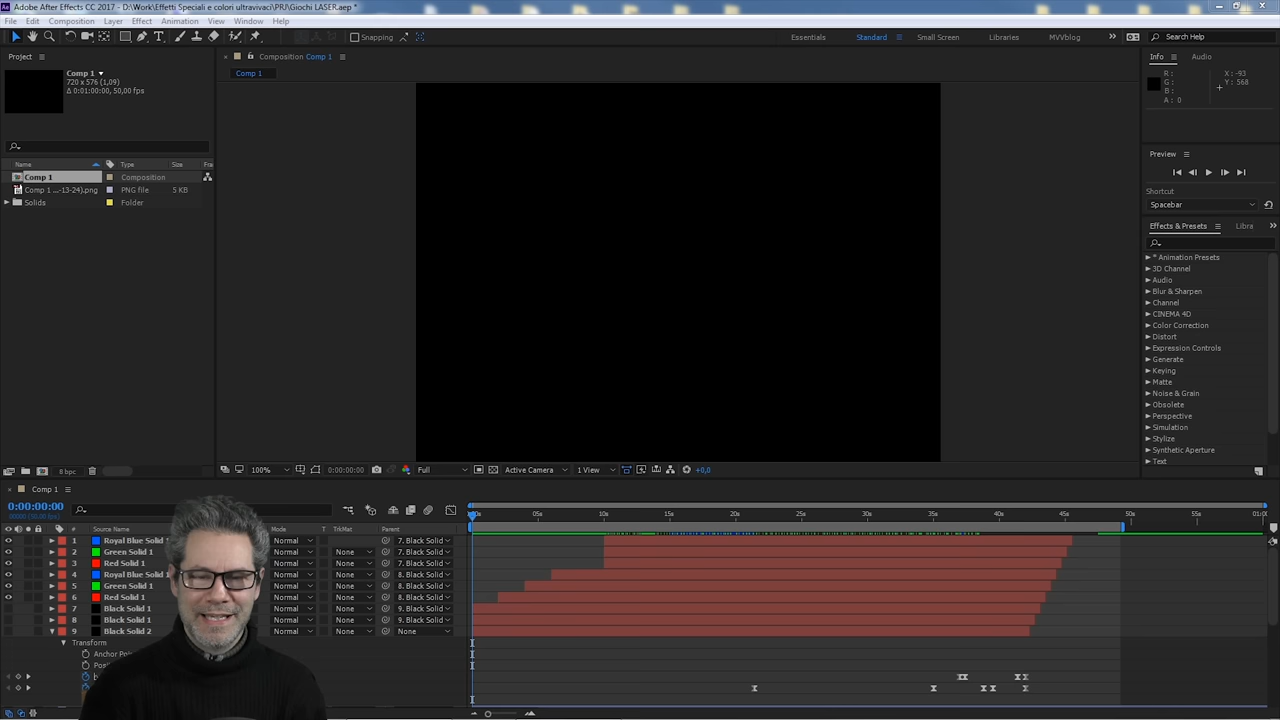 Adobe After Effects CC 2017 - D:\Work\Effetti Speciali e colori ultravivaci\PRJ\Giochi LASER.aep *
File Edit Composition Layer Effect Animation View Window Help
Snapping
Essentials Standard Small Screen Libraries MVVblog
Search Help
Project
Comp 1
720 x 576 (1,09)
Δ 0:01:00:00, 50,00 fps
Name Type Size Fra
Comp 1 Composition
Comp 1 ...-13-24).png PNG file 5 KB
Solids Folder
8 bpc
Composition Comp 1
Comp 1
100% 0:00:00:00 Full Active Camera 1 View +0,0
Info Audio
R : X : -93
G : Y : 568
B :
A : 0
Preview
Shortcut
Spacebar
Effects & Presets Libra
* Animation Presets
3D Channel
Audio
Blur & Sharpen
Channel
CINEMA 4D
Color Correction
Distort
Expression Controls
Generate
Keying
Matte
Noise & Grain
Obsolete
Perspective
Simulation
Stylize
Synthetic Aperture
Text
Comp 1
0:00:00:00
05s 10s 15s 20s 25s 30s 35s 40s 45s 50s 55s 01:00
# Source Name Mode T TrkMat Parent
1 Royal Blue Solid Normal 7. Black Solid
2 Green Solid 1 Normal None 7. Black Solid
3 Red Solid 1 Normal None 7. Black Solid
4 Royal Blue Solid Normal None 8. Black Solid
5 Green Solid 1 Normal None 8. Black Solid
6 Red Solid 1 Normal None 8. Black Solid
7 Black Solid 1 Normal None 9. Black Solid
8 Black Solid 1 Normal None 9. Black Solid
9 Black Solid 2 Normal None None
Transform
Anchor Poi
Posit